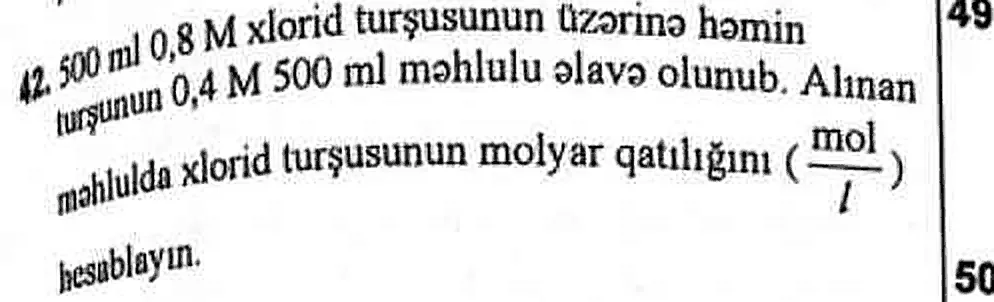 42. 500 ml 0,8 M xlorid turşusunun üzərinə həmin
turşunun 0,4 M 500 ml məhlulu əlavə olunub. Alınan
məhlulda xlorid turşusunun molyar qatılığını (mol/l)
hesablayın.
49
50